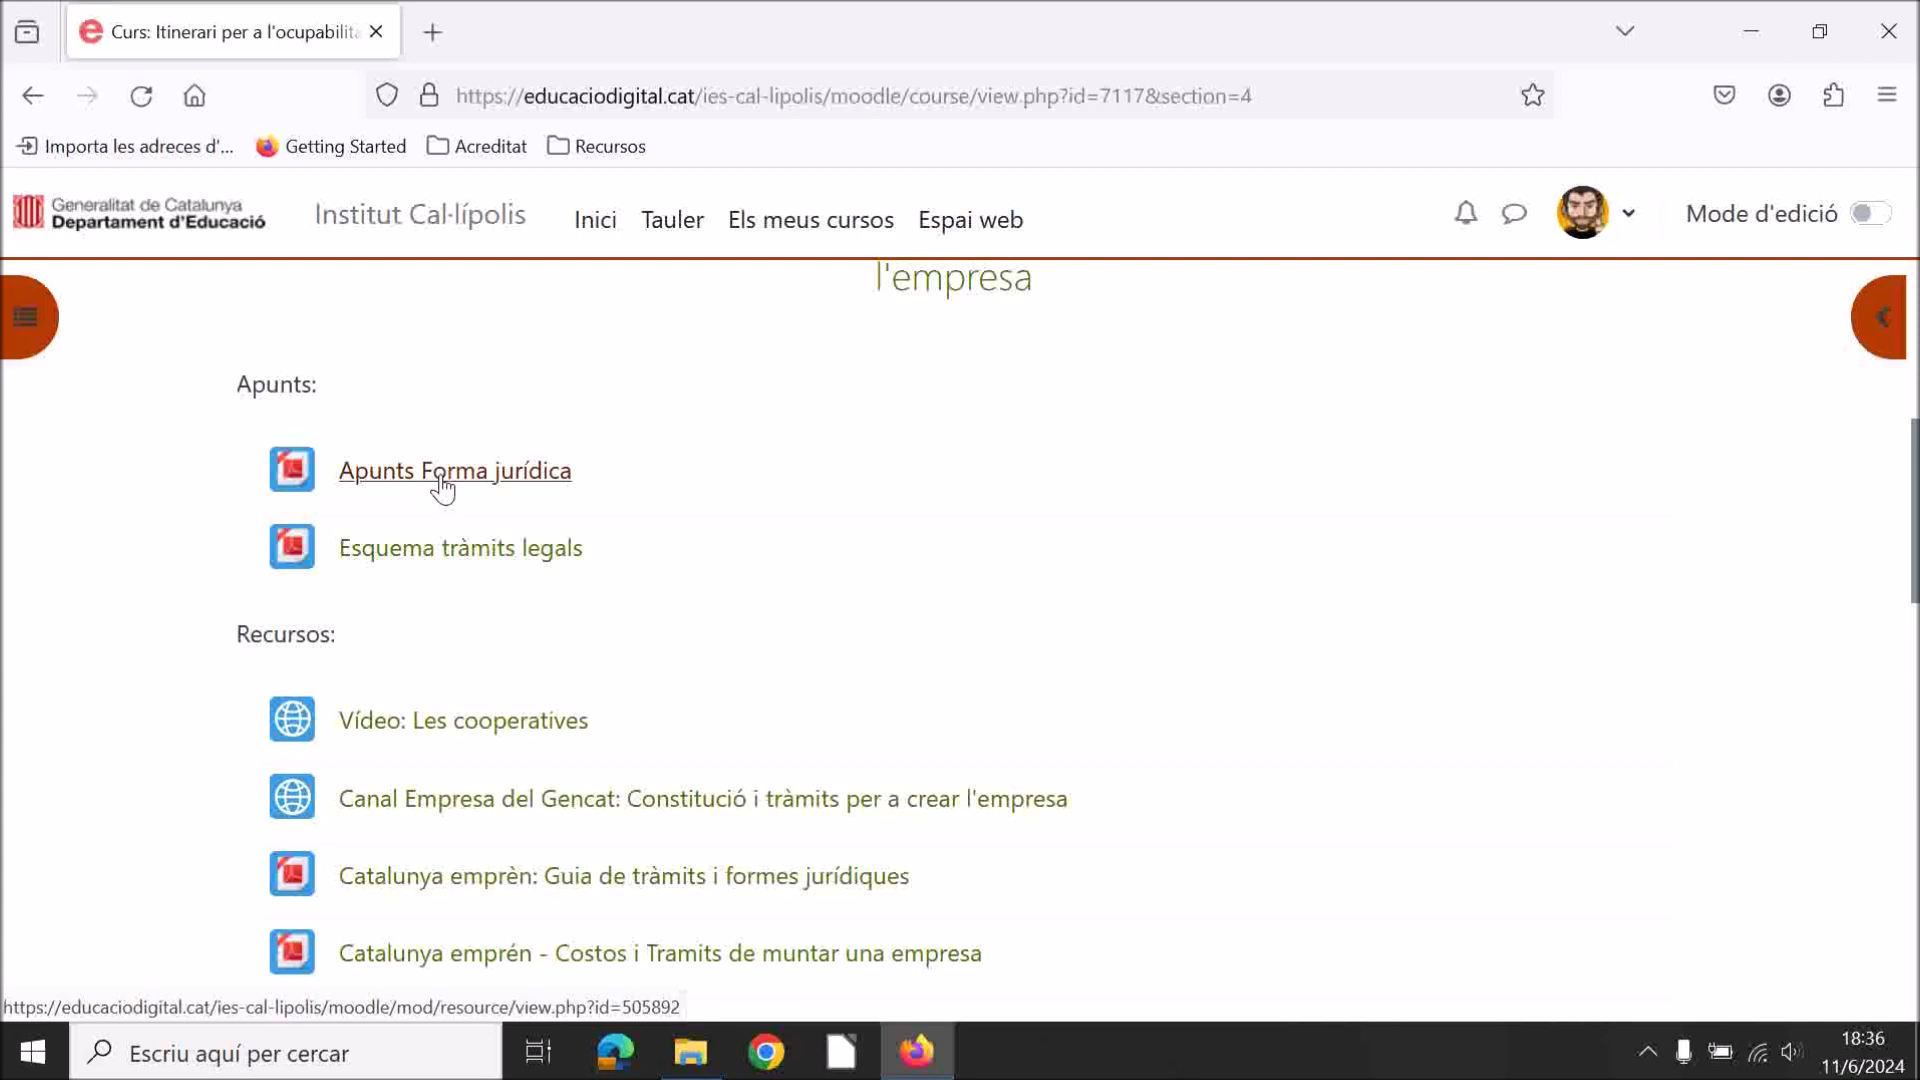 Curs: Itinerari per a l'ocupabilita
https://educaciodigital.cat/ies-cal-lipolis/moodle/course/view.php?id=7117&section=4
Importa les adreces d'...
Getting Started
Acreditat
Recursos
Generalitat de Catalunya
Departament d'Educació
Institut Cal·lípolis
Inici
Tauler
Els meus cursos
Espai web
Mode d'edició
l'empresa
Apunts:
Apunts Forma jurídica
Esquema tràmits legals
Recursos:
Vídeo: Les cooperatives
Canal Empresa del Gencat: Constitució i tràmits per a crear l'empresa
Catalunya emprèn: Guia de tràmits i formes jurídiques
Catalunya emprén - Costos i Tramits de muntar una empresa
https://educaciodigital.cat/ies-cal-lipolis/moodle/mod/resource/view.php?id=505892
Escriu aquí per cercar
18:36
11/6/2024